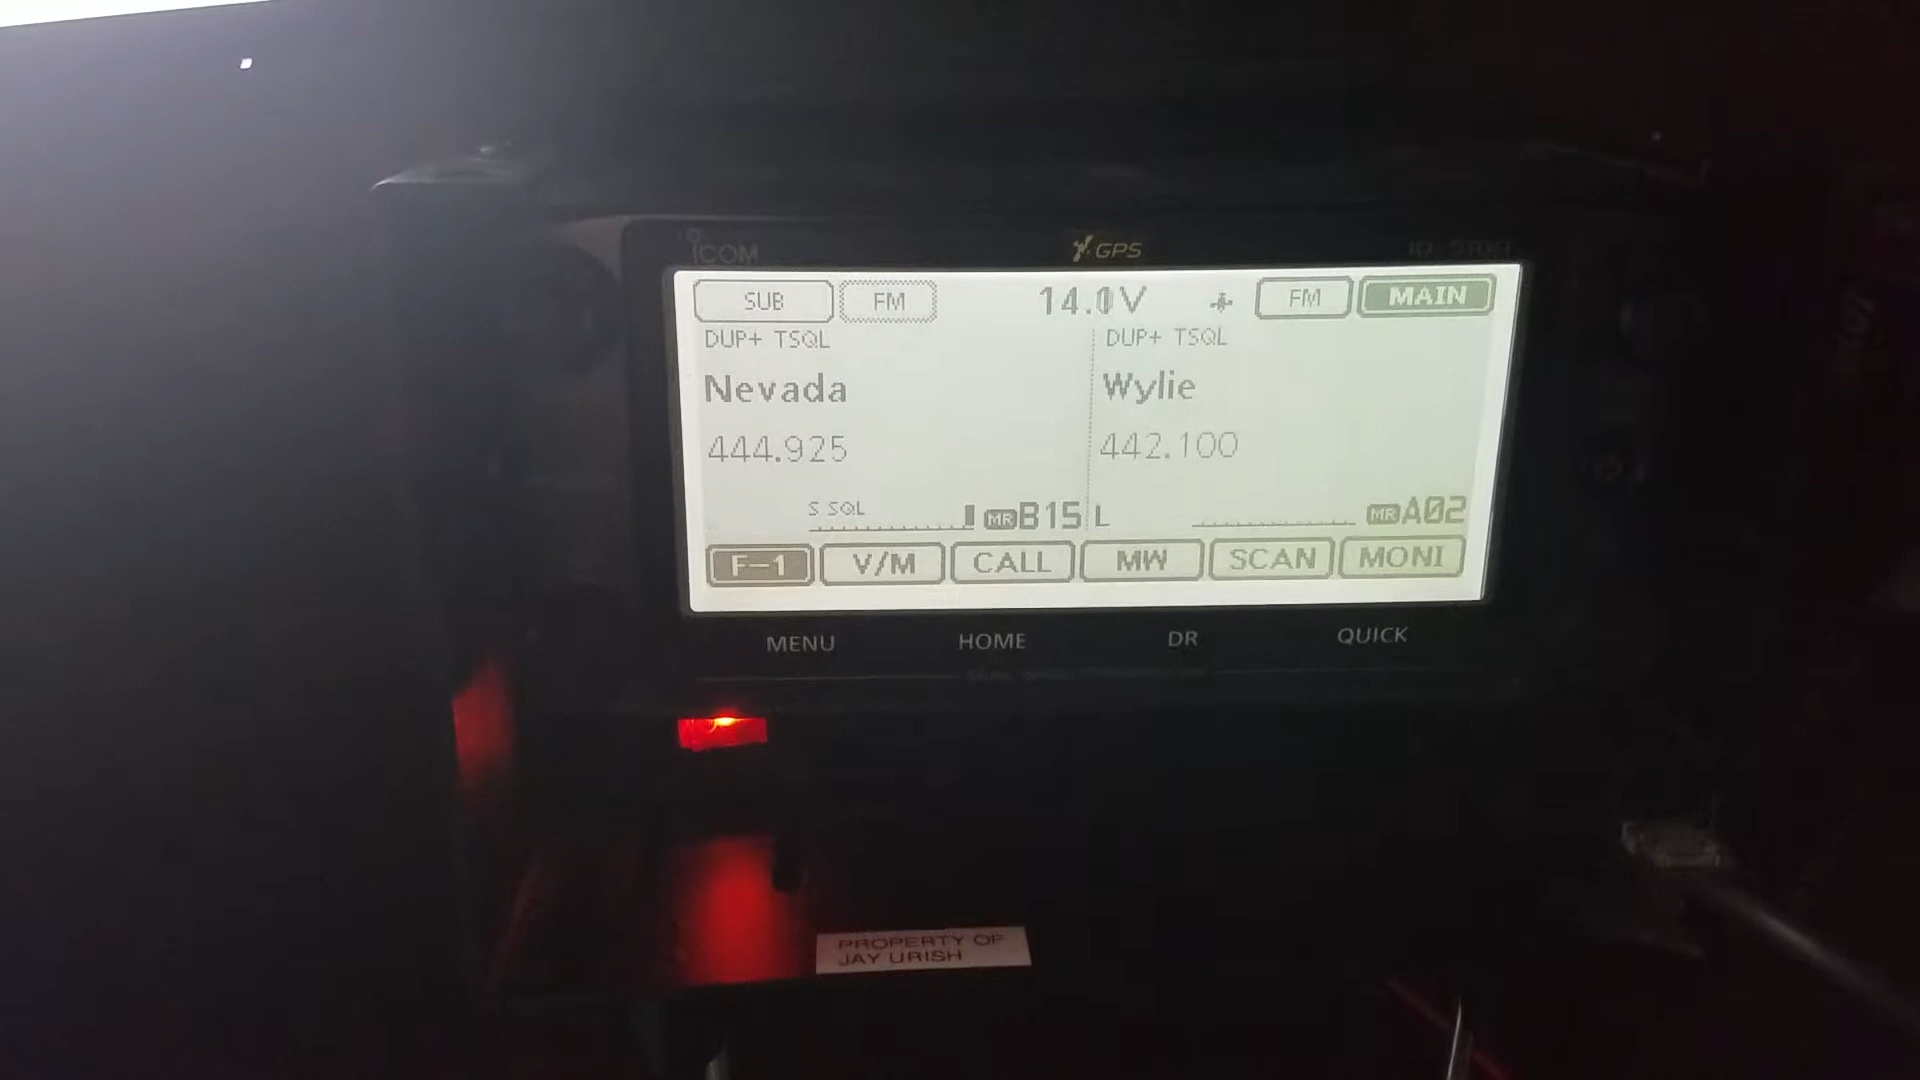 ICOM
GPS
SUB FM 14.0V FM MAIN
DUP+ TSQL
DUP+ TSQL
Nevada
Wylie
444.925
442.100
S SQL MR B15
L MR A02
F-1 V/M CALL MW SCAN MONI
MENU HOME DR QUICK
PROPERTY OF
JAY URISH